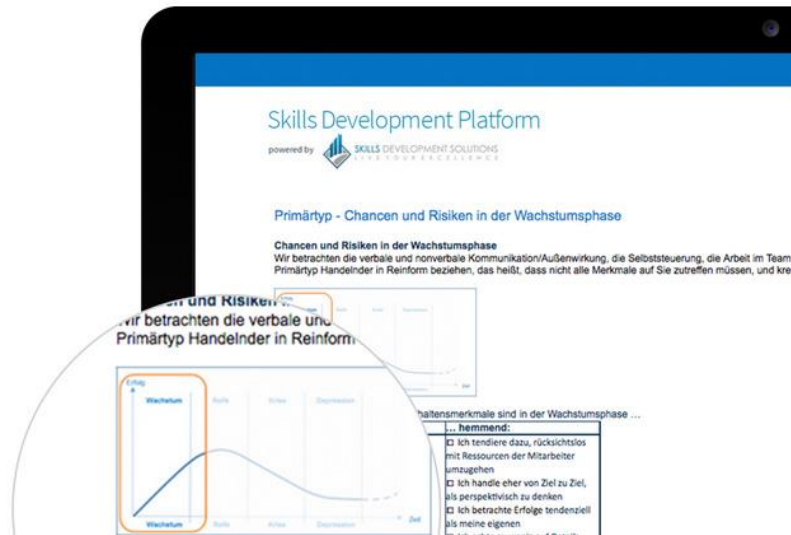 Skills Development Platform
powered by
SKILLS DEVELOPMENT SOLUTIONS
LIVE YOUR EXCELLENCE
Primärtyp - Chancen und Risiken in der Wachstumsphase
Chancen und Risiken in der Wachstumsphase
Wir betrachten die verbale und nonverbale Kommunikation/Außenwirkung, die Selbststeuerung, die Arbeit im Team
Primärtyp Handelnder in Reinform beziehen, das heißt, dass nicht alle Merkmale auf Sie zutreffen müssen, und kre
und Risiken
Wir betrachten die verbale und
Primärtyp Handelnder in Reinform
Erfolg
Wachstum Reife Krise Depression
Zeit
Wachstum Reife Krise Depression
haltensmerkmale sind in der Wachstumsphase ...
... hemmend:
Ich tendiere dazu, rücksichtslos
mit Ressourcen der Mitarbeiter
umzugehen
Ich handle eher von Ziel zu Ziel,
als perspektivisch zu denken
Ich betrachte Erfolge tendenziell
als meine eigenen